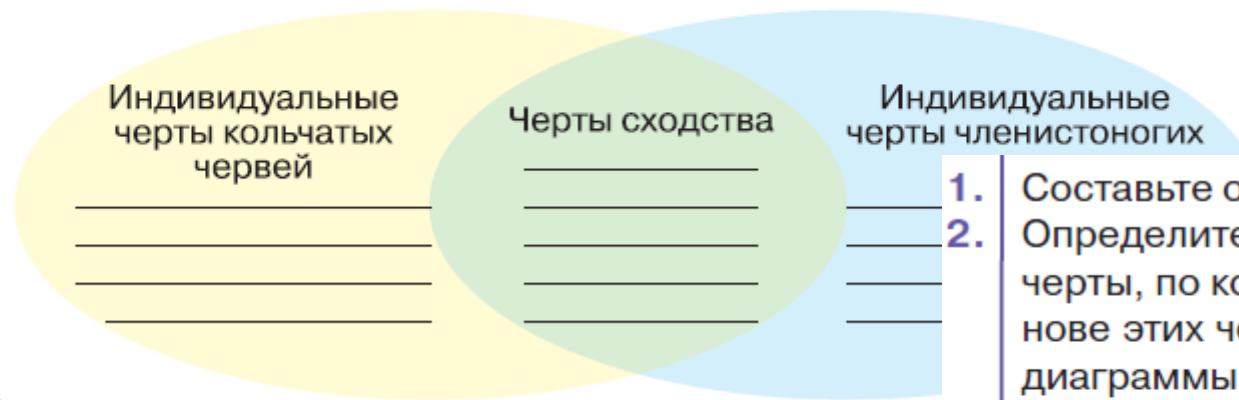 Индивидуальные
черты кольчатых
червей
Черты сходства
Индивидуальные
черты членистоногих
1. Составьте
2. Определите
черты, по
нове этих
диаграммы